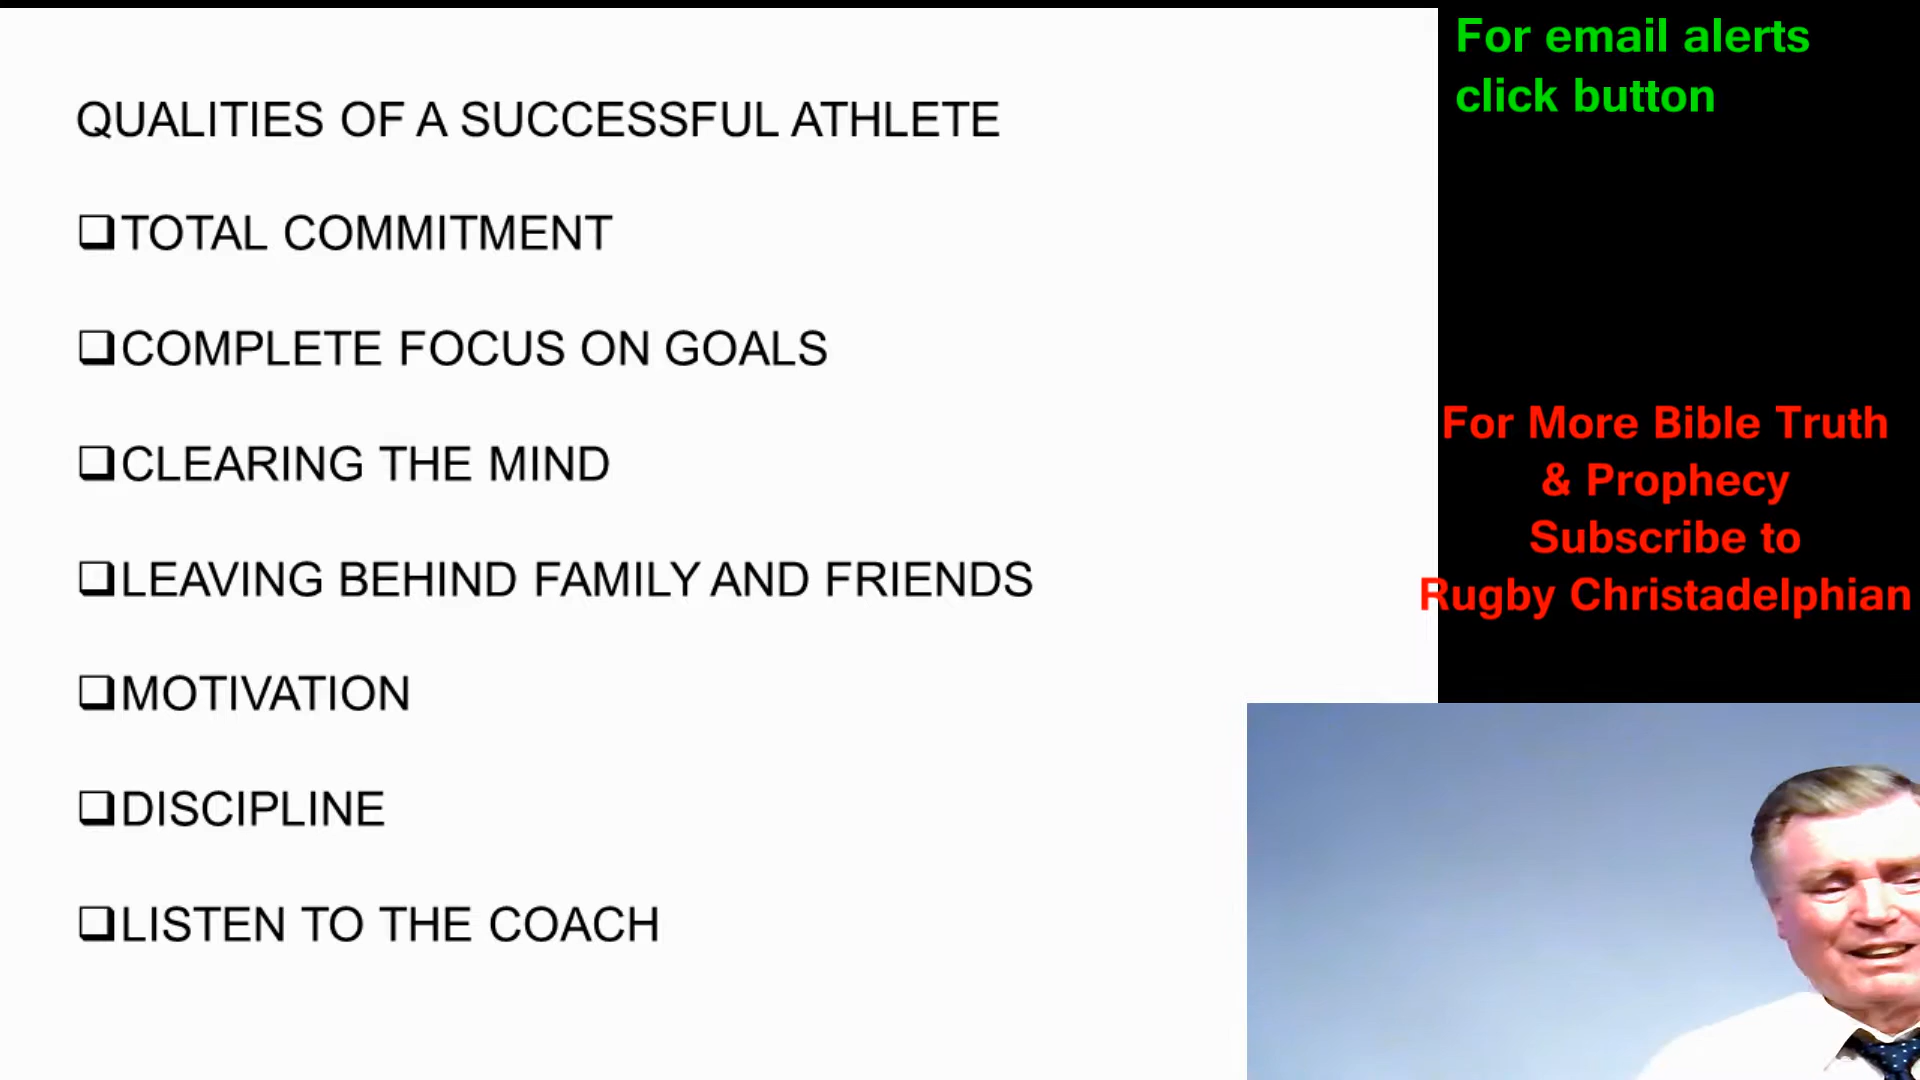 QUALITIES OF A SUCCESSFUL ATHLETE
TOTAL COMMITMENT
COMPLETE FOCUS ON GOALS
CLEARING THE MIND
LEAVING BEHIND FAMILY AND FRIENDS
MOTIVATION
DISCIPLINE
LISTEN TO THE COACH
For email alerts
click button
For More Bible Truth
& Prophecy
Subscribe to
Rugby Christadelphian